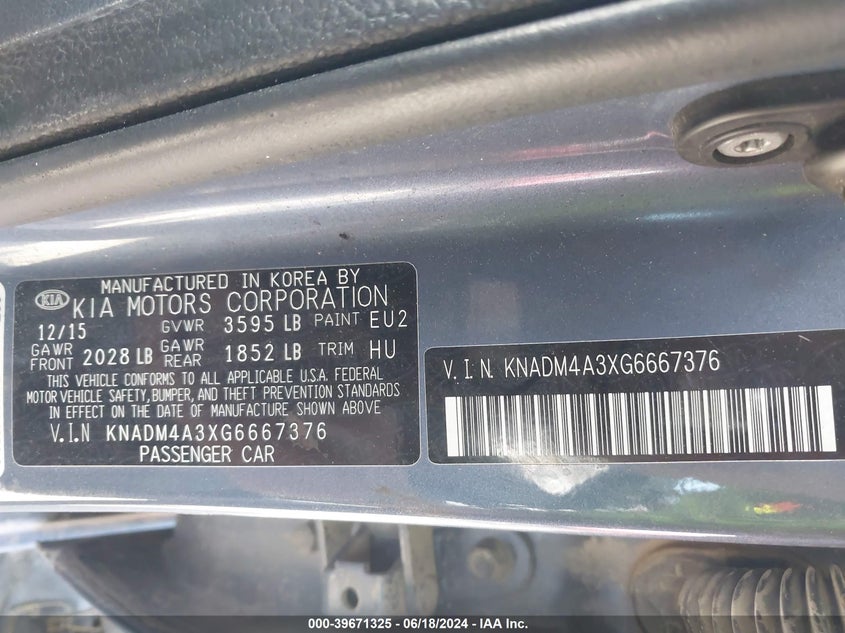 MANUFACTURED IN KOREA BY
KIA KIA MOTORS CORPORATION
12/15 GVWR 3595 LB PAINT EU2
GAWR FRONT 2028 LB GAWR REAR 1852 LB TRIM HU
THIS VEHICLE CONFORMS TO ALL APPLICABLE U.S.A. FEDERAL
MOTOR VEHICLE SAFETY, BUMPER, AND THEFT PREVENTION STANDARDS
IN EFFECT ON THE DATE OF MANUFACTURE SHOWN ABOVE
V.I.N KNADM4A3XG6667376
PASSENGER CAR
V.I.N. KNADM4A3XG6667376
000-39671325 - 06/18/2024 - IAA Inc.